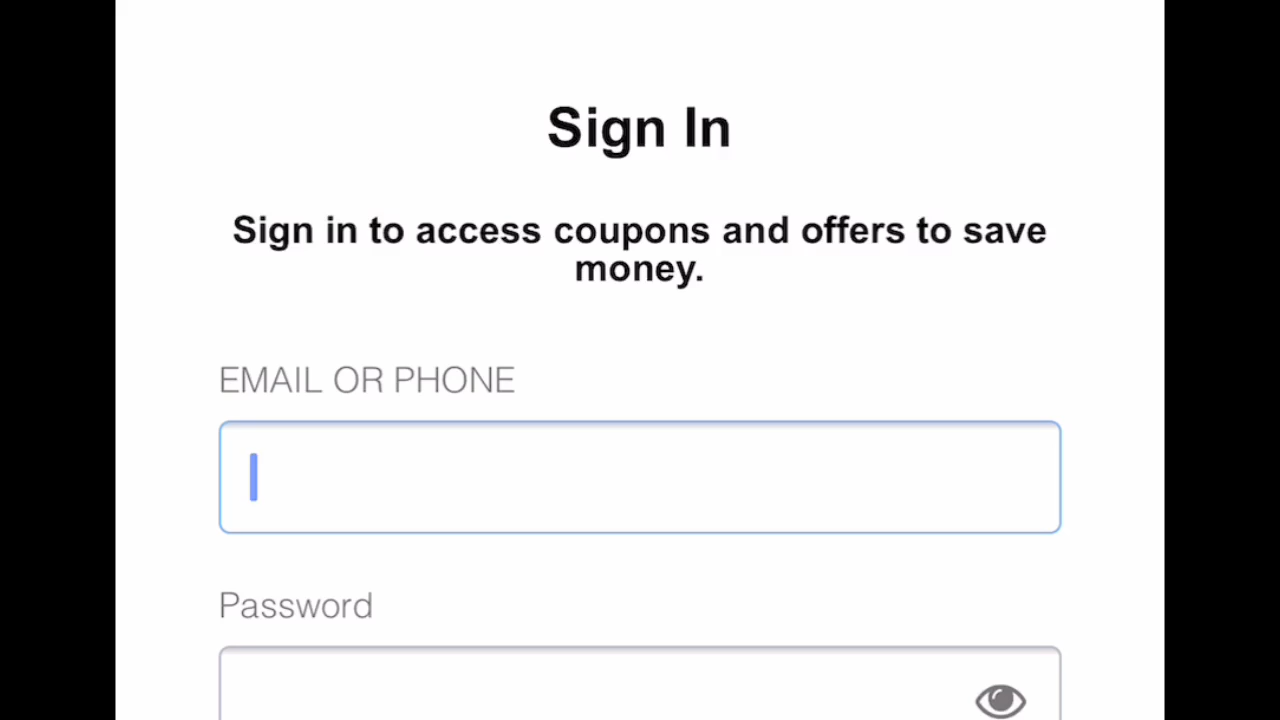 Sign In
Sign in to access coupons and offers to save
money.
EMAIL OR PHONE
Password